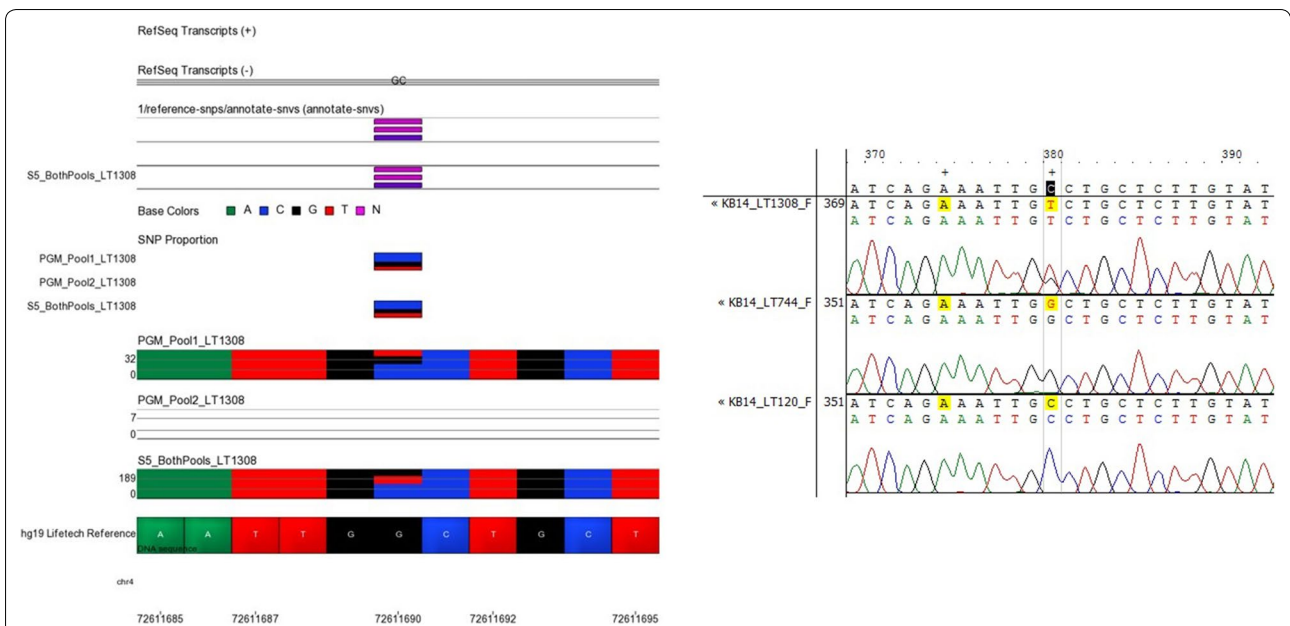 RefSeq Transcripts (+)
RefSeq Transcripts (-)
GC
1/reference-snps/annotate-snvs (annotate-snvs)
S5_BothPools_LT1308
Base Colors A C G T N
SNP Proportion
PGM_Pool1_LT1308
PGM_Pool2_LT1308
S5_BothPools_LT1308
PGM_Pool1_LT1308
32
0
PGM_Pool2_LT1308
7
0
S5_BothPools_LT1308
189
0
hg19 Lifetech Reference A A T T G G C T G C T
DNA sequence
chr4
72611685 72611687 72611690 72611692 72611695
370 380 390
+ +
A T C A G A A A T T G C C T G C T C T T G T A T
« KB14_LT1308_F 369 A T C A G A A A T T G T C T G C T C T T G T A T
A T C A G A A A T T G T C T G C T C T T G T A T
« KB14_LT744_F 351 A T C A G A A A T T G G C T G C T C T T G T A T
A T C A G A A A T T G G C T G C T C T T G T A T
« KB14_LT120_F 351 A T C A G A A A T T G C C T G C T C T T G T A T
A T C A G A A A T T G C C T G C T C T T G T A T